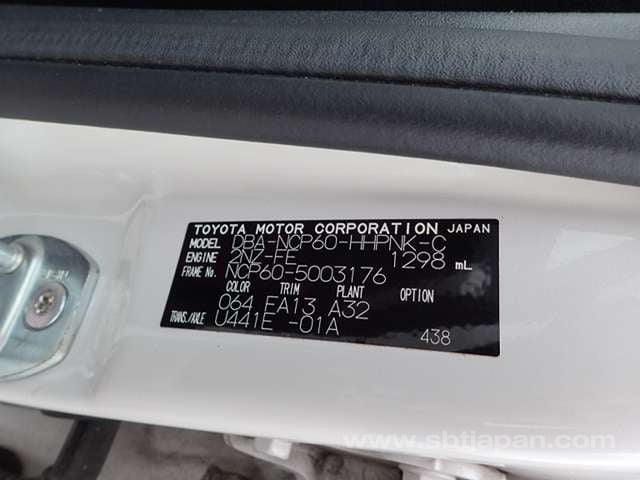 TOYOTA MOTOR CORPORATION JAPAN
MODEL DBA-NCP60-HHPNK-C
ENGINE 2NZ-FE 1298 mL
FRAME No. NCP60-5003176
COLOR TRIM PLANT OPTION
064 FA13 A32
TRANS./AXLE U441E -01A
438
www.sbtjapan.com